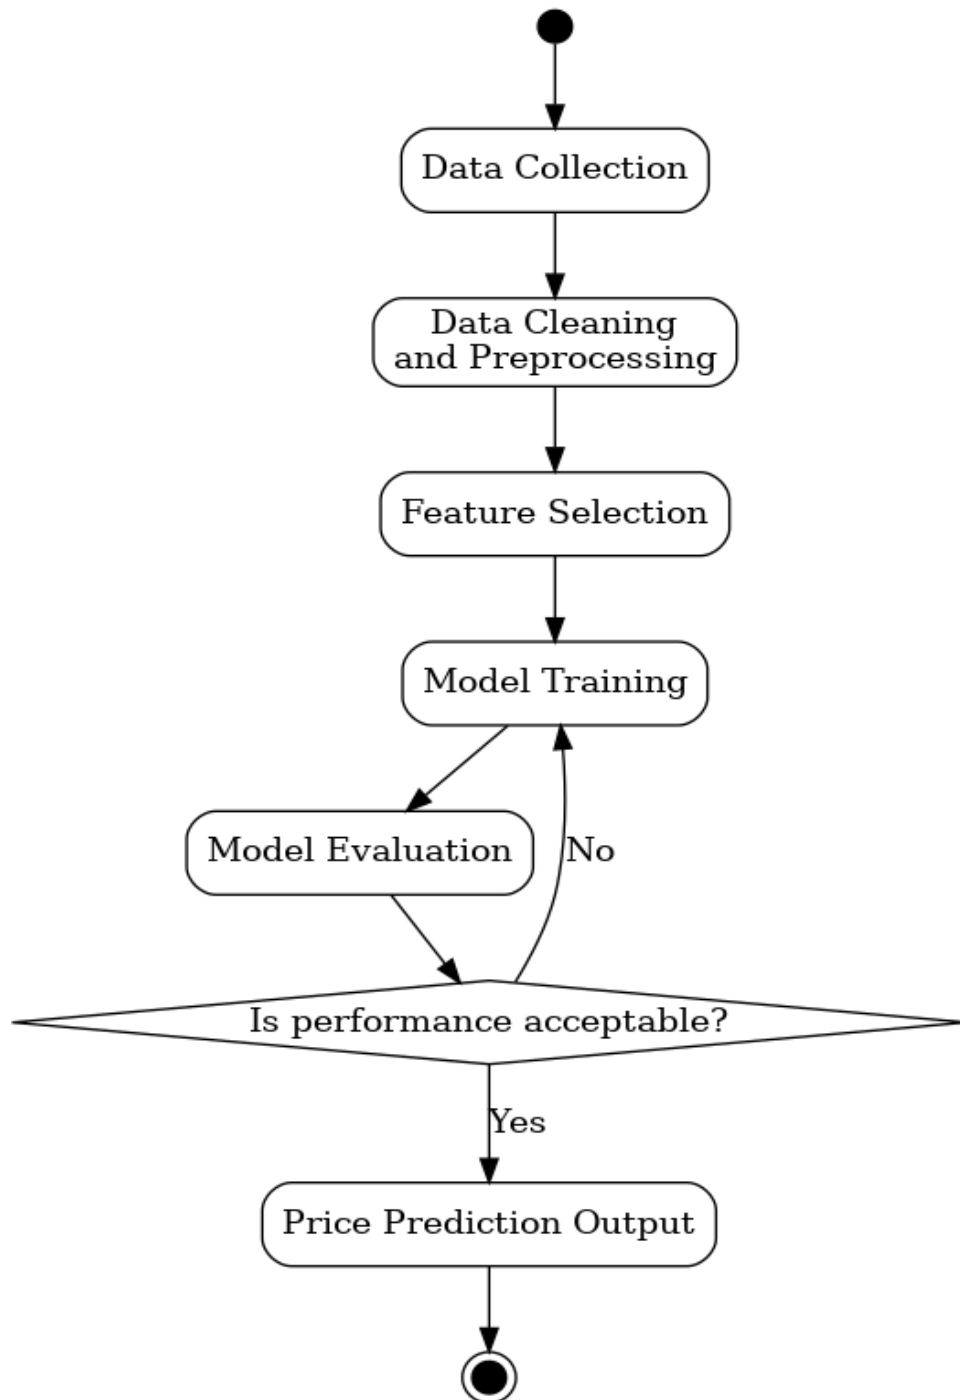 Data Collection
Data Cleaning
and Preprocessing
Feature Selection
Model Training
Model Evaluation
No
Is performance acceptable?
Yes
Price Prediction Output